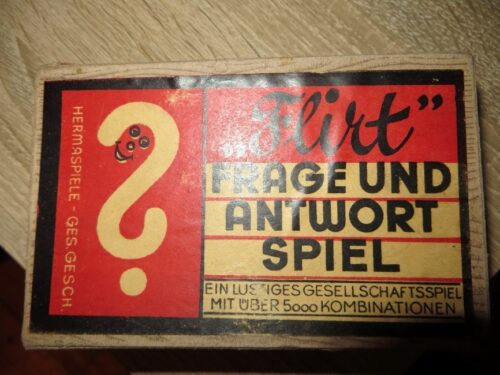 HERMASPIELE - GES. GESCH.
?
„Flirt”
FRAGE UND
ANTWORT
SPIEL
EIN LUSTIGES GESELLSCHAFTSSPIEL
MIT ÜBER 5000 KOMBINATIONEN